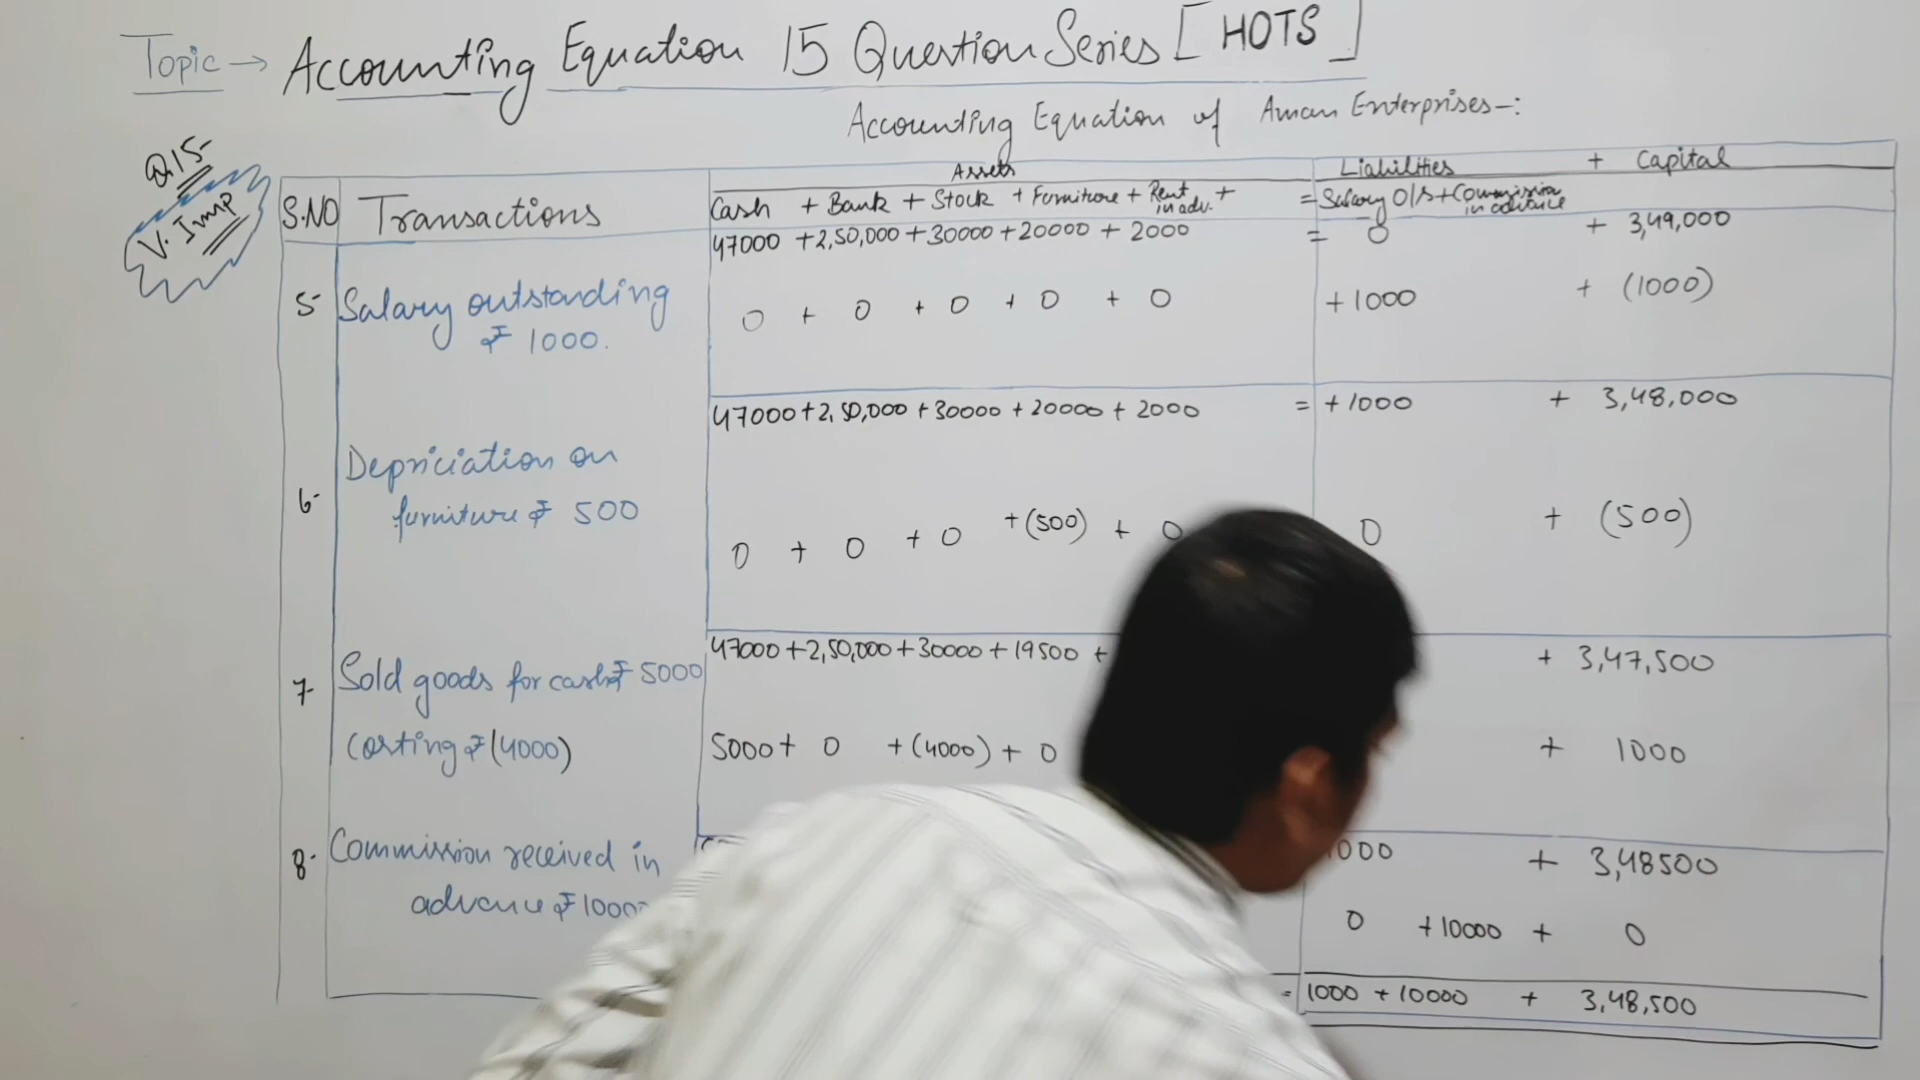 Topic → Accounting Equation 15 Question Series [HOTS]
Accounting Equation of Aman Enterprises-:
Q.15-
V. Imp
Assets
Liabilities + Capital
S.NO Transactions Cash + Bank + Stock + Furniture + Rent in adv. + = Salary O/S + Commission in advance
47000 + 2,50,000 + 30000 + 20000 + 2000 = 0 + 3,49,000
5- Salary outstanding
₹ 1000.
0 + 0 + 0 + 0 + 0 +1000 + (1000)
47000 + 2,50,000 + 30000 + 20000 + 2000 = +1000 + 3,48,000
6- Depriciation on
furniture ₹ 500
0 + 0 + 0 + (500) + 0 0 + (500)
47000 + 2,50,000 + 30000 + 19500 + + 3,47,500
7- Sold goods for cash ₹ 5000
Costing ₹ (4000)
5000 + 0 + (4000) + 0 + 1000
000 + 3,48500
8- Commission received in
advance ₹ 1000
0 + 10000 + 0
= 1000 + 10000 + 3,48,500